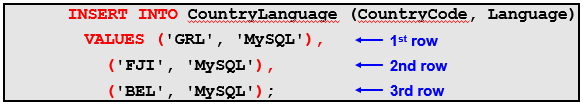 INSERT INTO CountryLanguage (CountryCode, Language)
VALUES ('GRL', 'MySQL'), 1st row
('FJI', 'MySQL'), 2nd row
('BEL', 'MySQL'); 3rd row